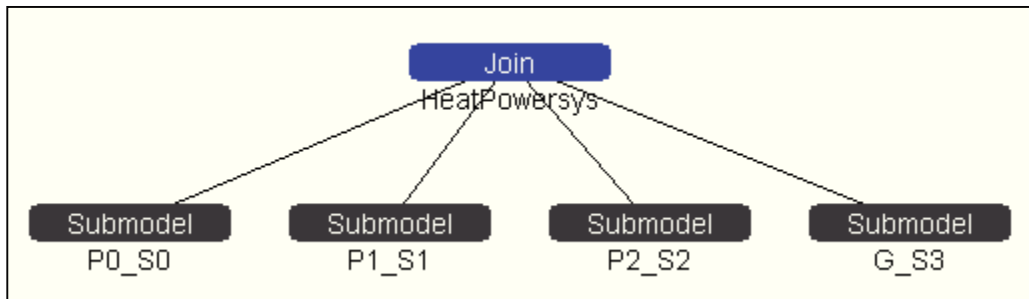 Join
HeatPowersys
Submodel Submodel Submodel Submodel
P0_S0 P1_S1 P2_S2 G_S3